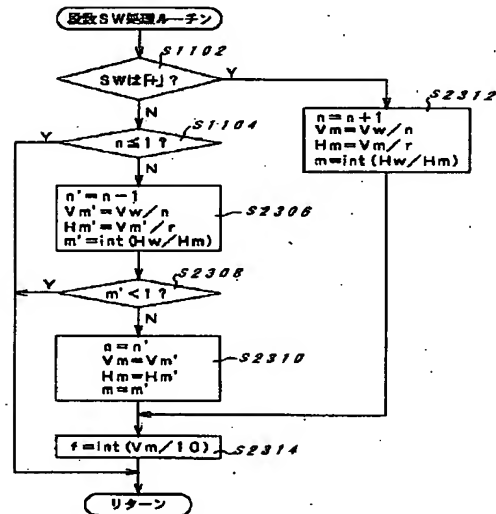 段数SW処理ルーチン
S1102
SWは「+」?
Y
N
S1104
Y
n≦1?
N
n'=n-1
Vm'=Vw/n
Hm'=Vm'/r
m'=int(Hw/Hm)
S2306
S2308
Y
m'<1?
N
n=n'
Vm=Vm'
Hm=Hm'
m=m'
S2310
S2312
n=n+1
Vm=Vw/n
Hm=Vm/r
m=int(Hw/Hm)
f=int(Vm/10)
S2314
リターン